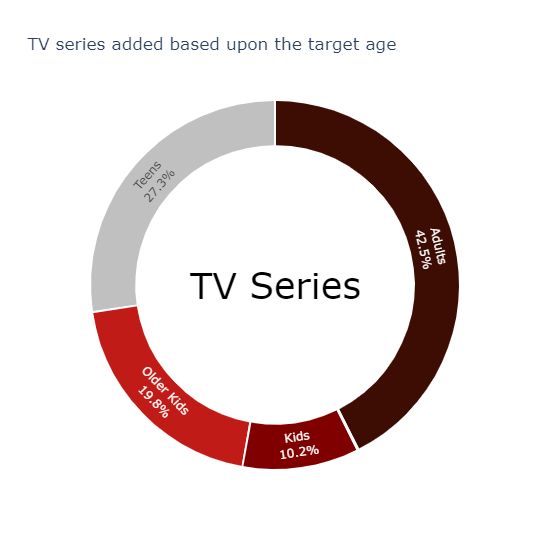 TV series added based upon the target age
Teens
27.3%
Adults
42.5%
TV Series
Older Kids
19.8%
Kids
10.2%